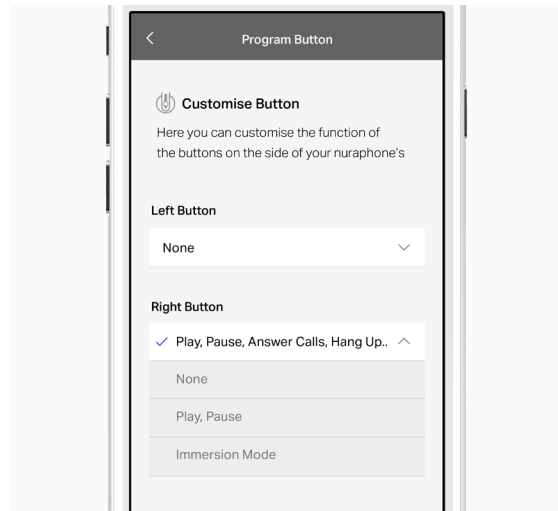 Program Button
Customise Button
Here you can customise the function of
the buttons on the side of your nuraphone's
Left Button
None
Right Button
Play, Pause, Answer Calls, Hang Up..
None
Play, Pause
Immersion Mode